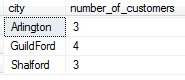 city number_of_customers
Arlington 3
GuildFord 4
Shalford 3